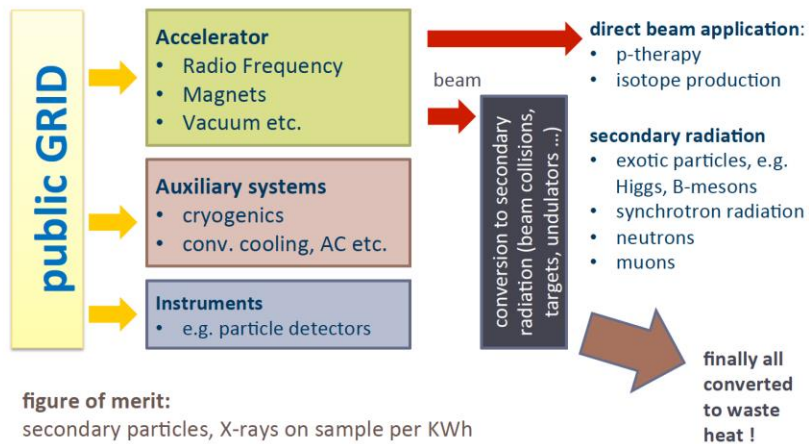 public GRID
Accelerator
• Radio Frequency
• Magnets
• Vacuum etc.
Auxiliary systems
• cryogenics
• conv. cooling, AC etc.
Instruments
• e.g. particle detectors
beam
conversion to secondary
radiation (beam collisions,
targets, undulators ...)
direct beam application:
• p-therapy
• isotope production
secondary radiation
• exotic particles, e.g.
Higgs, B-mesons
• synchrotron radiation
• neutrons
• muons
finally all
converted
to waste
heat !
figure of merit:
secondary particles, X-rays on sample per KWh